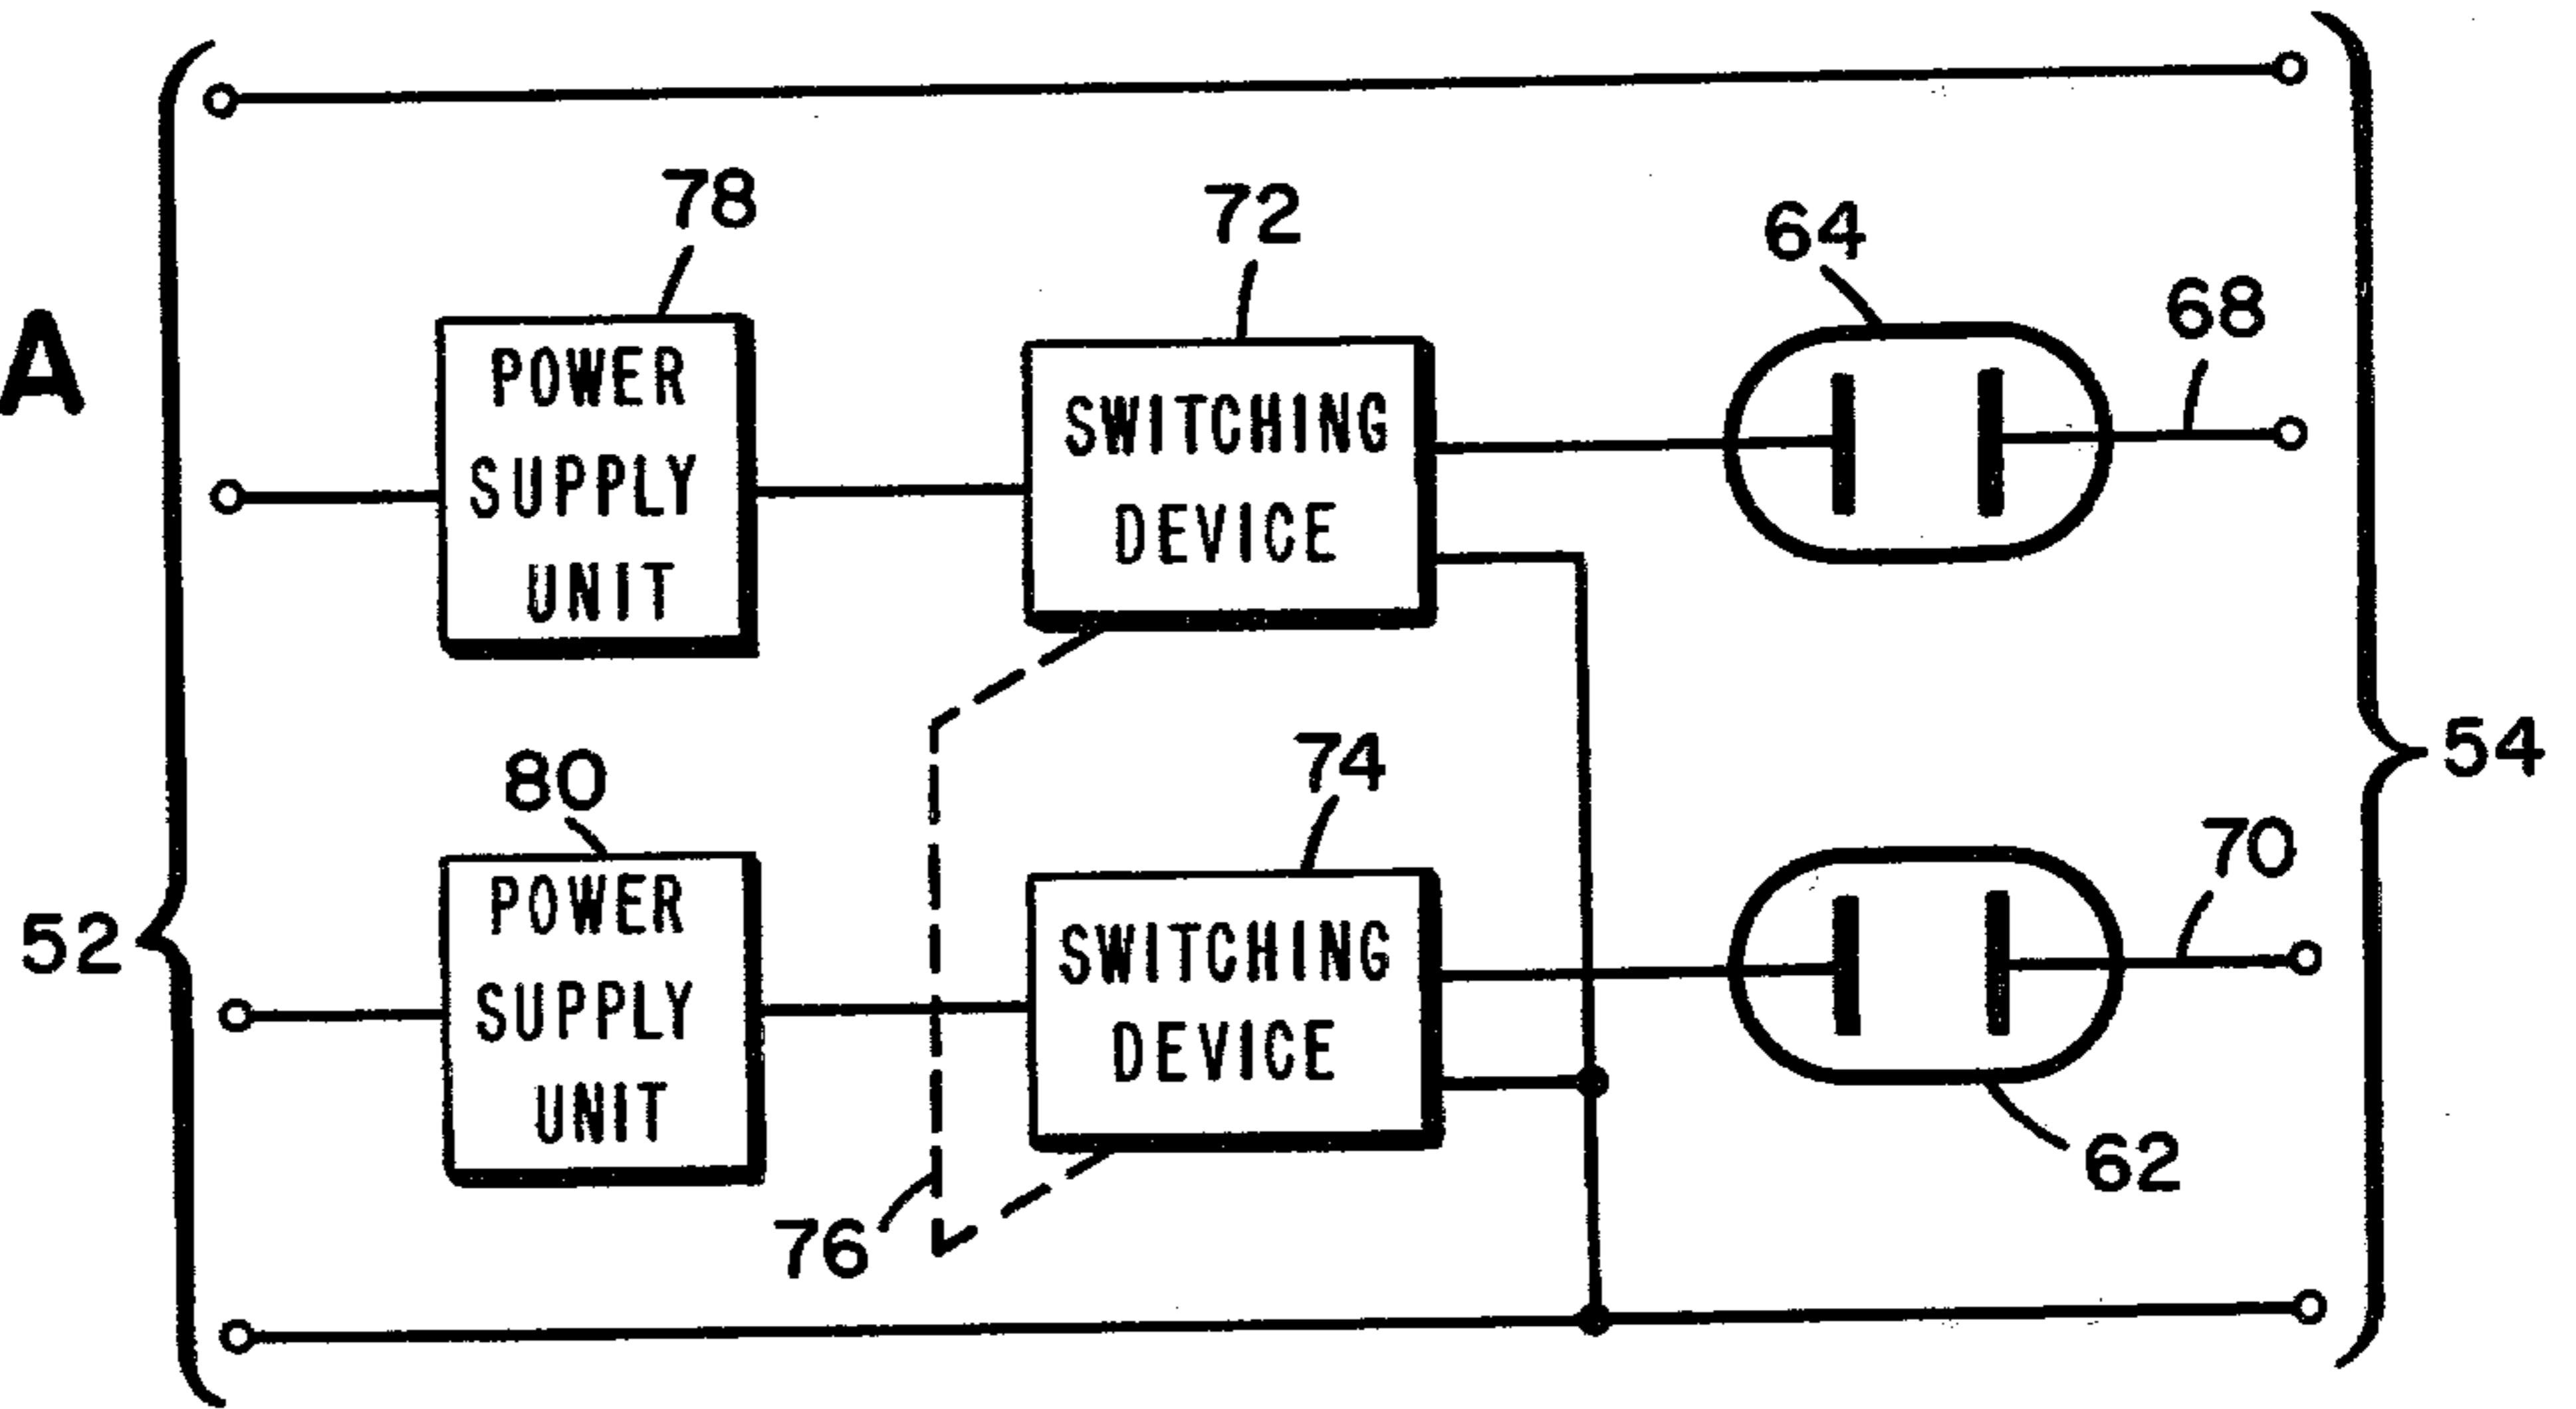 78
72
64
68
A
POWER
SUPPLY
UNIT
SWITCHING
DEVICE
54
80
74
70
52
POWER
SUPPLY
UNIT
SWITCHING
DEVICE
76
62